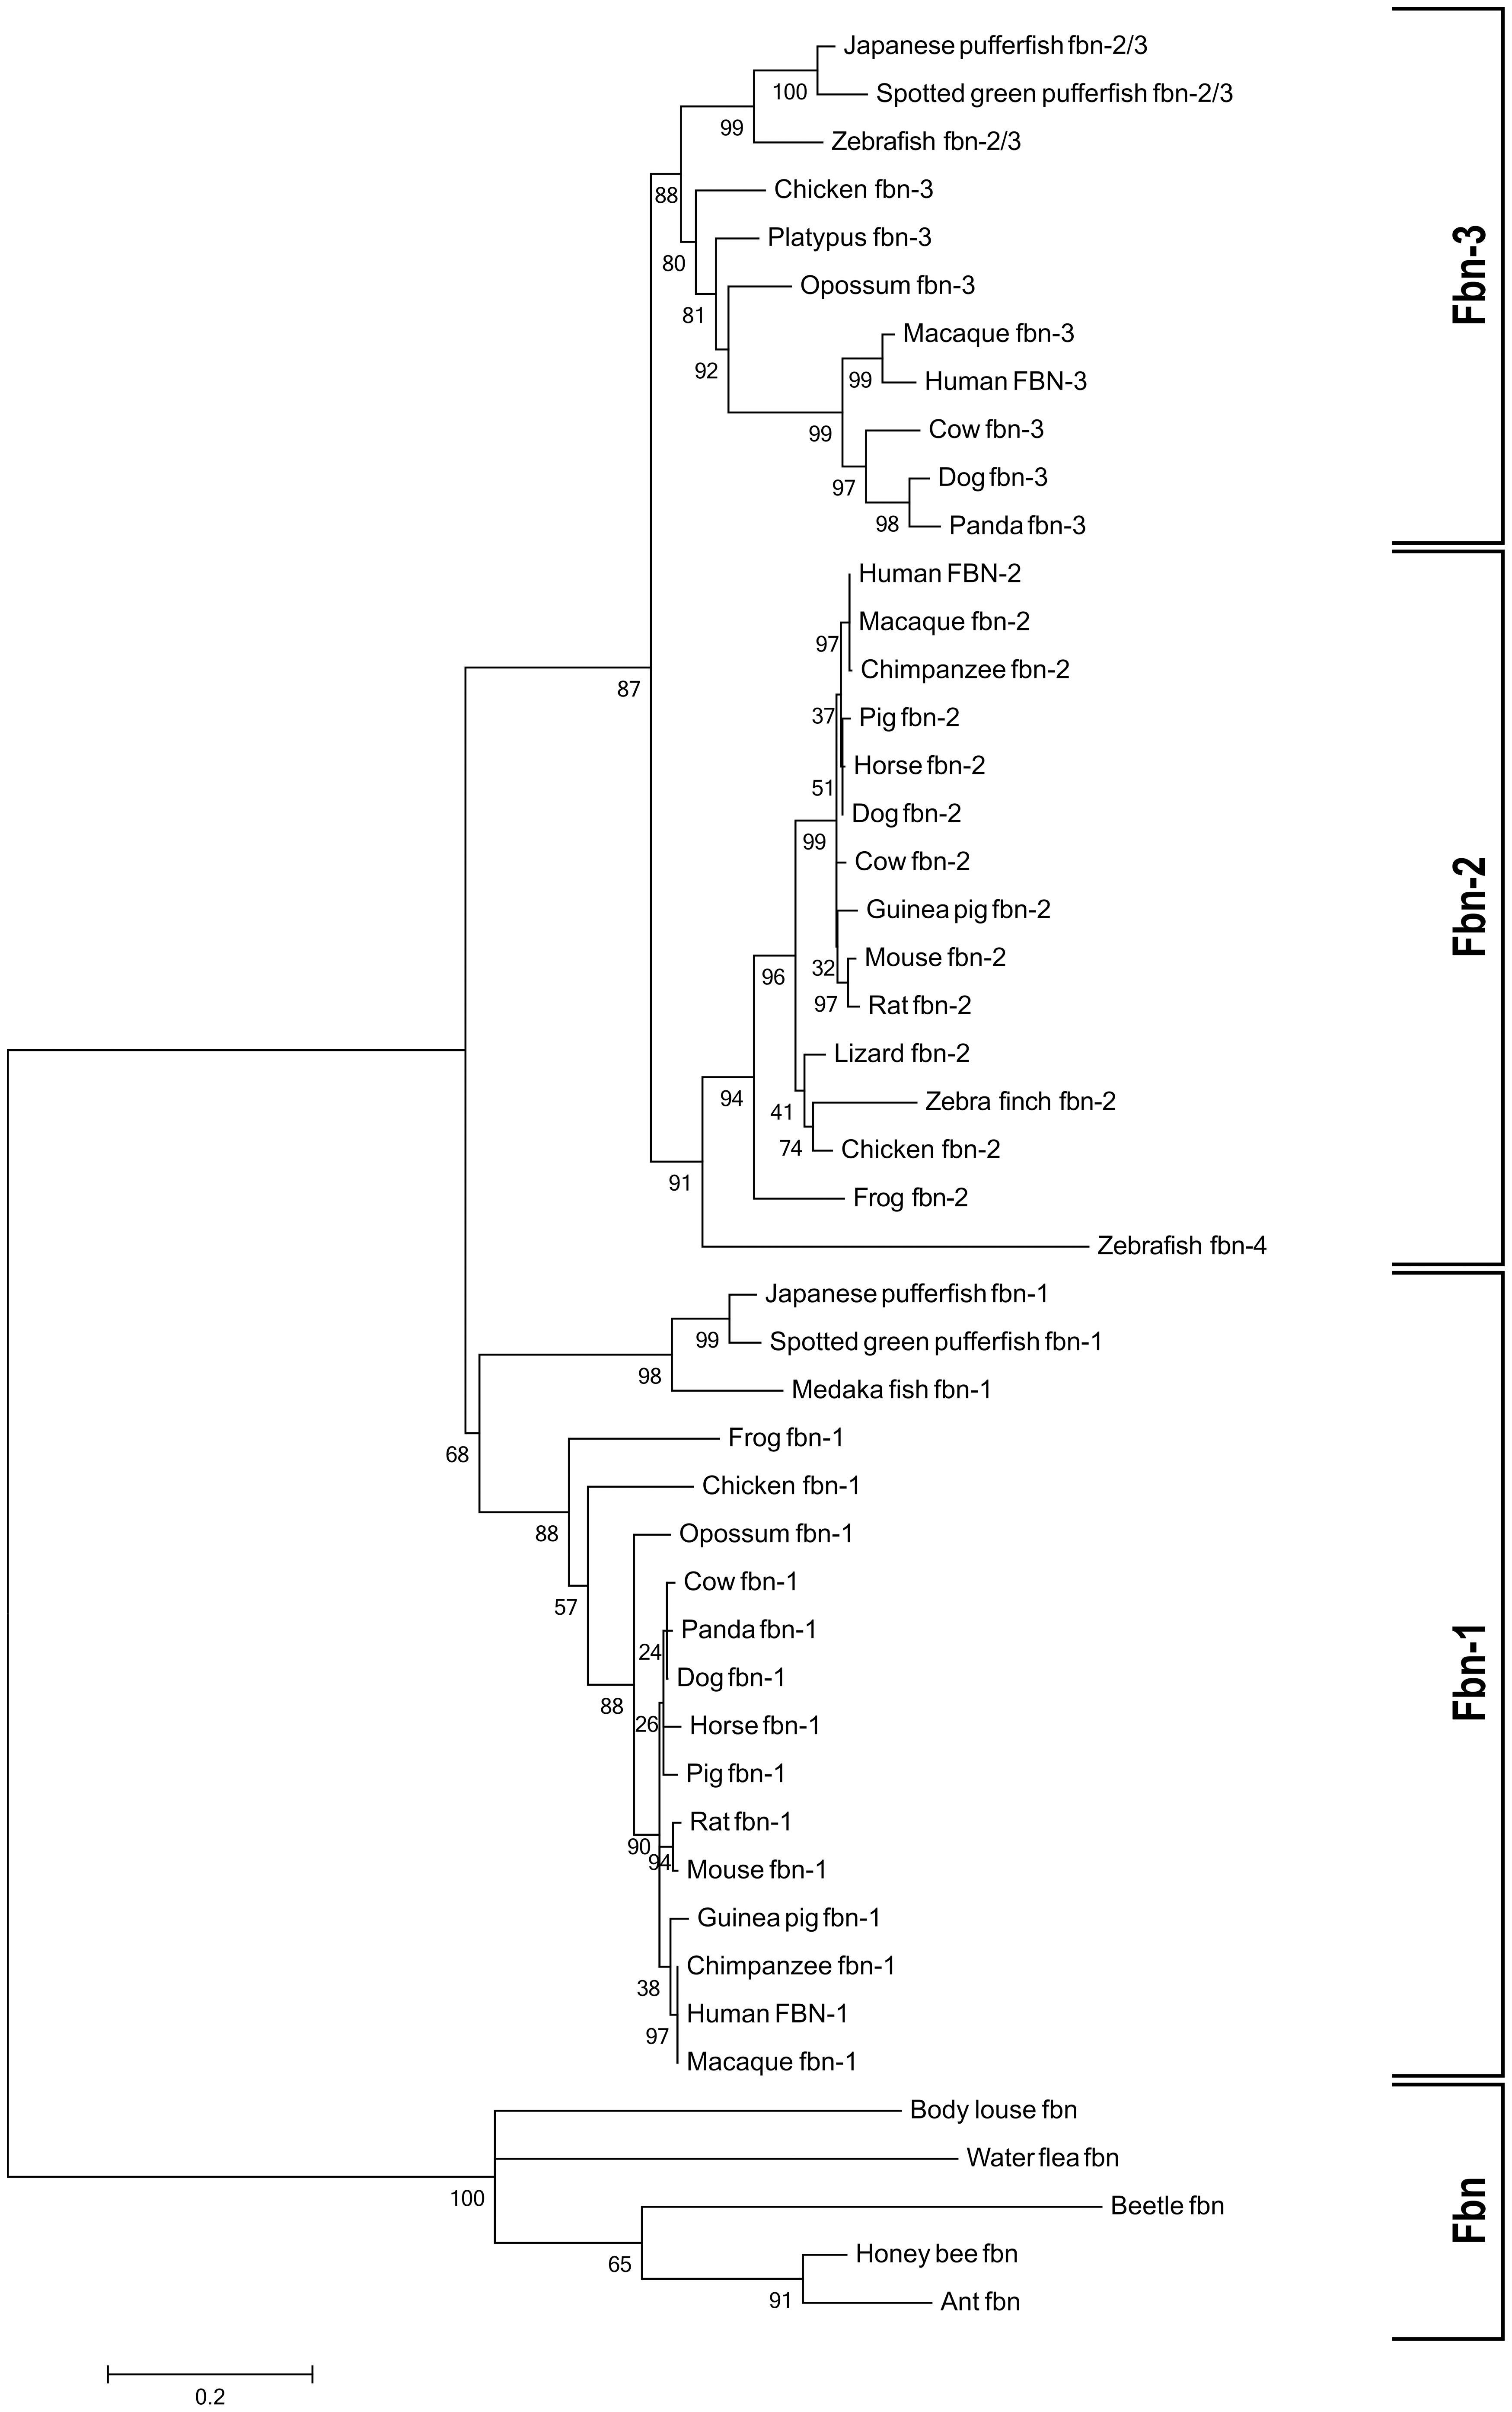 Japanese pufferfish fbn-2/3
100
Spotted green pufferfish fbn-2/3
99
Zebrafish fbn-2/3
Chicken fbn-3
88
Platypus fbn-3
80
Opossum fbn-3
81
Macaque fbn-3
92
99
Human FBN-3
Cow fbn-3
99
Dog fbn-3
97
98
Panda fbn-3
Fbn-3
Human FBN-2
Macaque fbn-2
97
Chimpanzee fbn-2
87
37
Pig fbn-2
Horse fbn-2
51
Dog fbn-2
99
Cow fbn-2
Guinea pig fbn-2
Mouse fbn-2
32
96
97
Rat fbn-2
Lizard fbn-2
94
Zebra finch fbn-2
41
74
Chicken fbn-2
91
Frog fbn-2
Zebrafish fbn-4
Fbn-2
Japanese pufferfish fbn-1
99
Spotted green pufferfish fbn-1
98
Medaka fish fbn-1
Frog fbn-1
68
Chicken fbn-1
88
Opossum fbn-1
Cow fbn-1
57
Panda fbn-1
24
Dog fbn-1
88
26
Horse fbn-1
Pig fbn-1
Rat fbn-1
90
94
Mouse fbn-1
Guinea pig fbn-1
Chimpanzee fbn-1
38
Human FBN-1
97
Macaque fbn-1
Fbn-1
Body louse fbn
Water flea fbn
100
Beetle fbn
Honey bee fbn
65
91
Ant fbn
Fbn
0.2